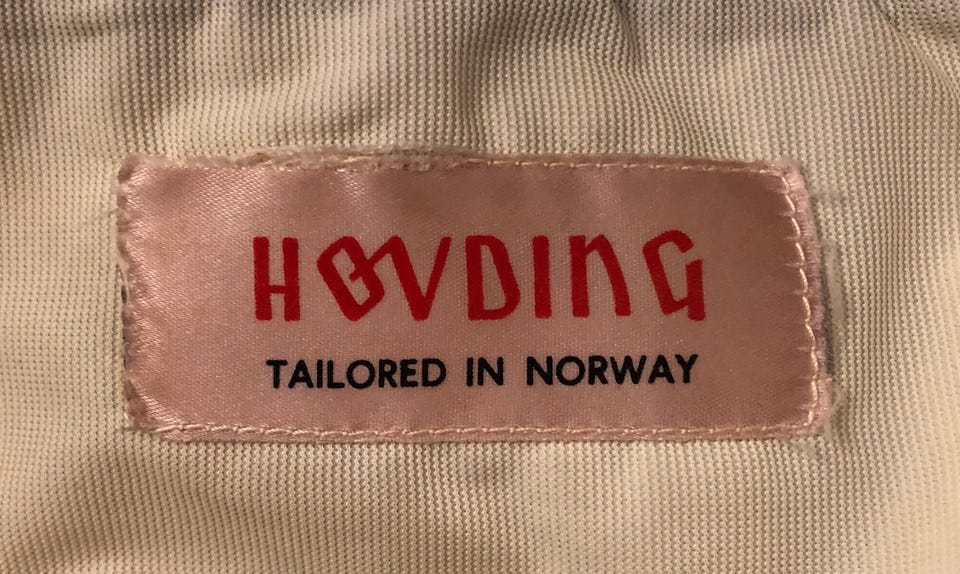 HØVDING
TAILORED IN NORWAY